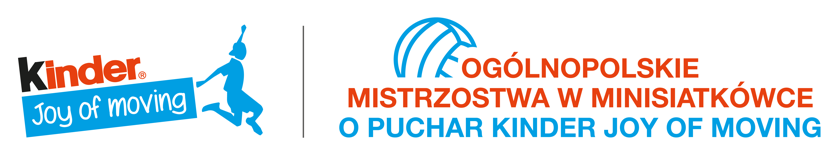 Kinder®
Joy of moving
OGÓLNOPOLSKIE
MISTRZOSTWA W MINISIATKÓWCE
O PUCHAR KINDER JOY OF MOVING